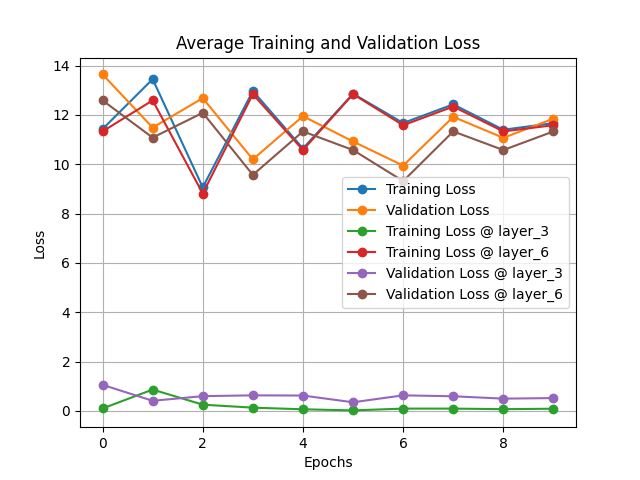 Average Training and Validation Loss
14
12
10
8
6
4
2
0
Loss
Training Loss
Validation Loss
Training Loss @ layer_3
Training Loss @ layer_6
Validation Loss @ layer_3
Validation Loss @ layer_6
0 2 4 6 8
Epochs